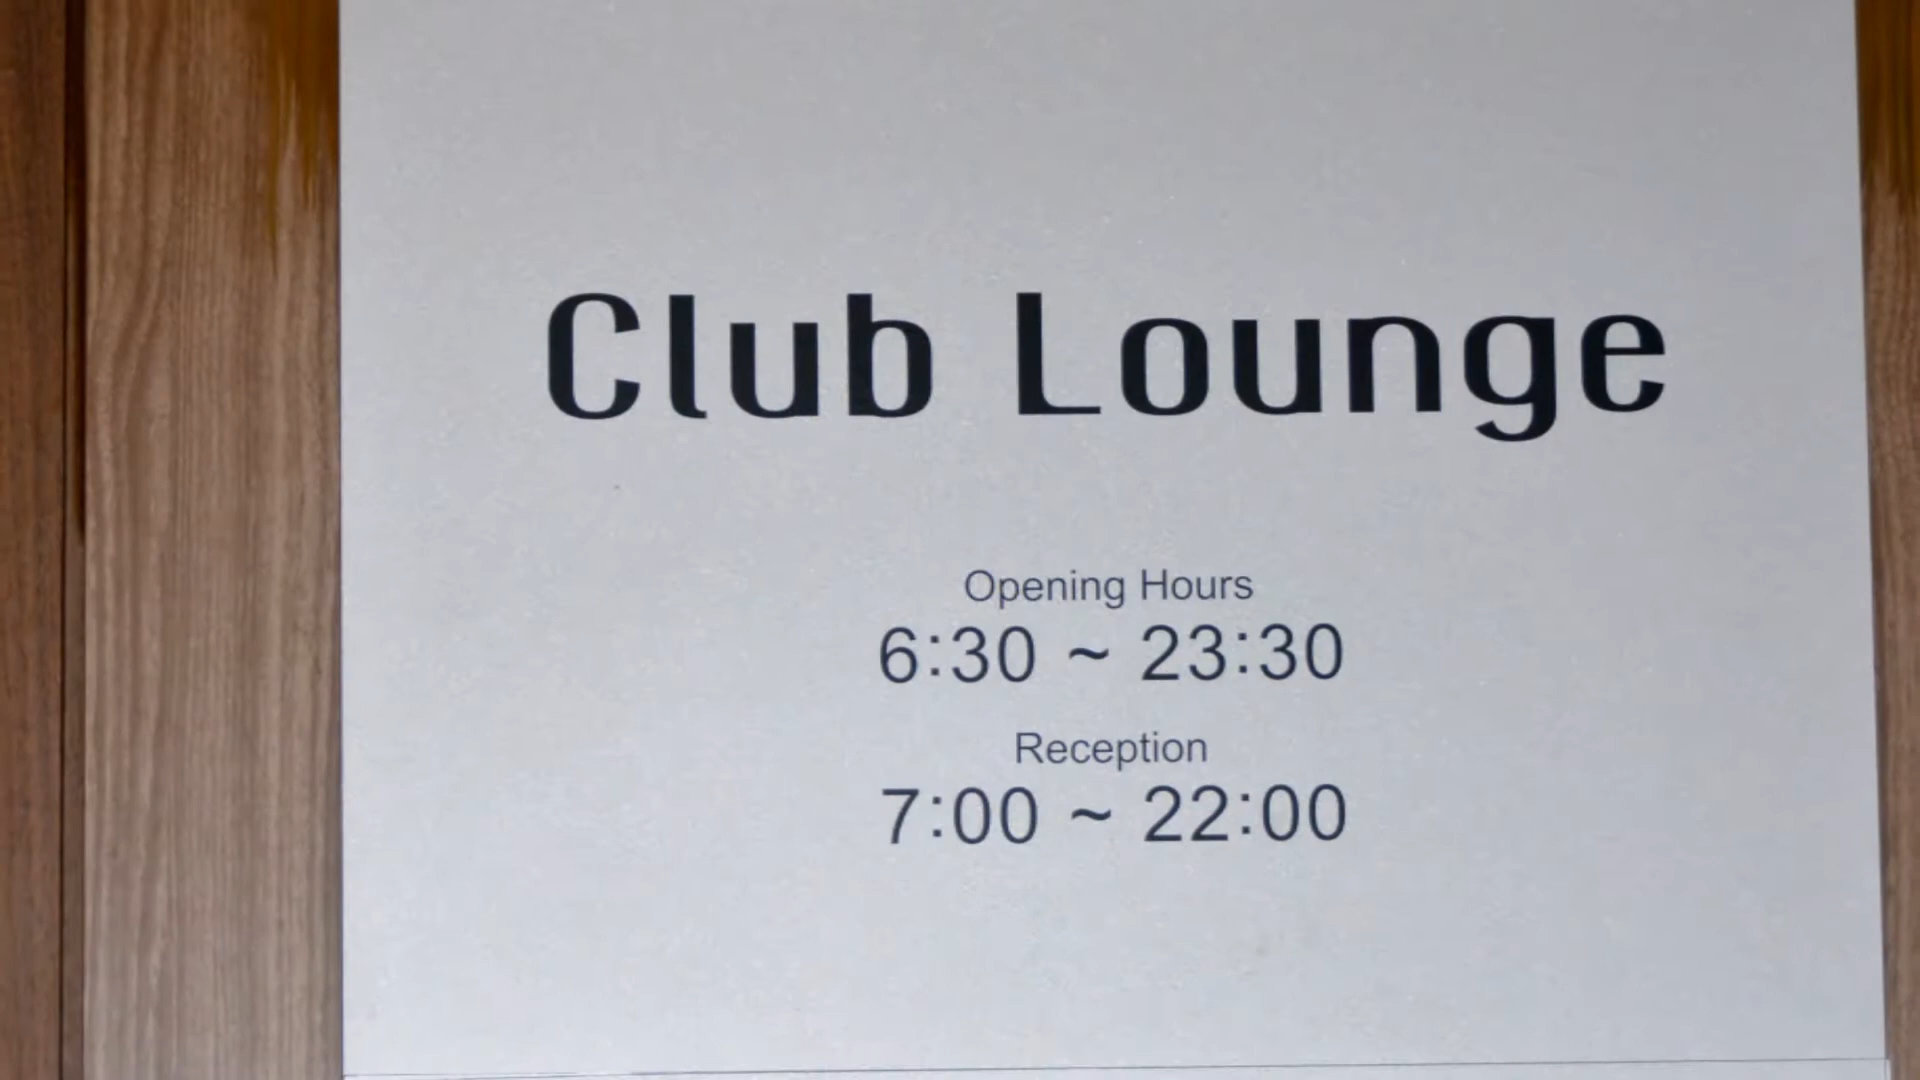 Club Lounge
Opening Hours
6:30 ~ 23:30
Reception
7:00 ~ 22:00